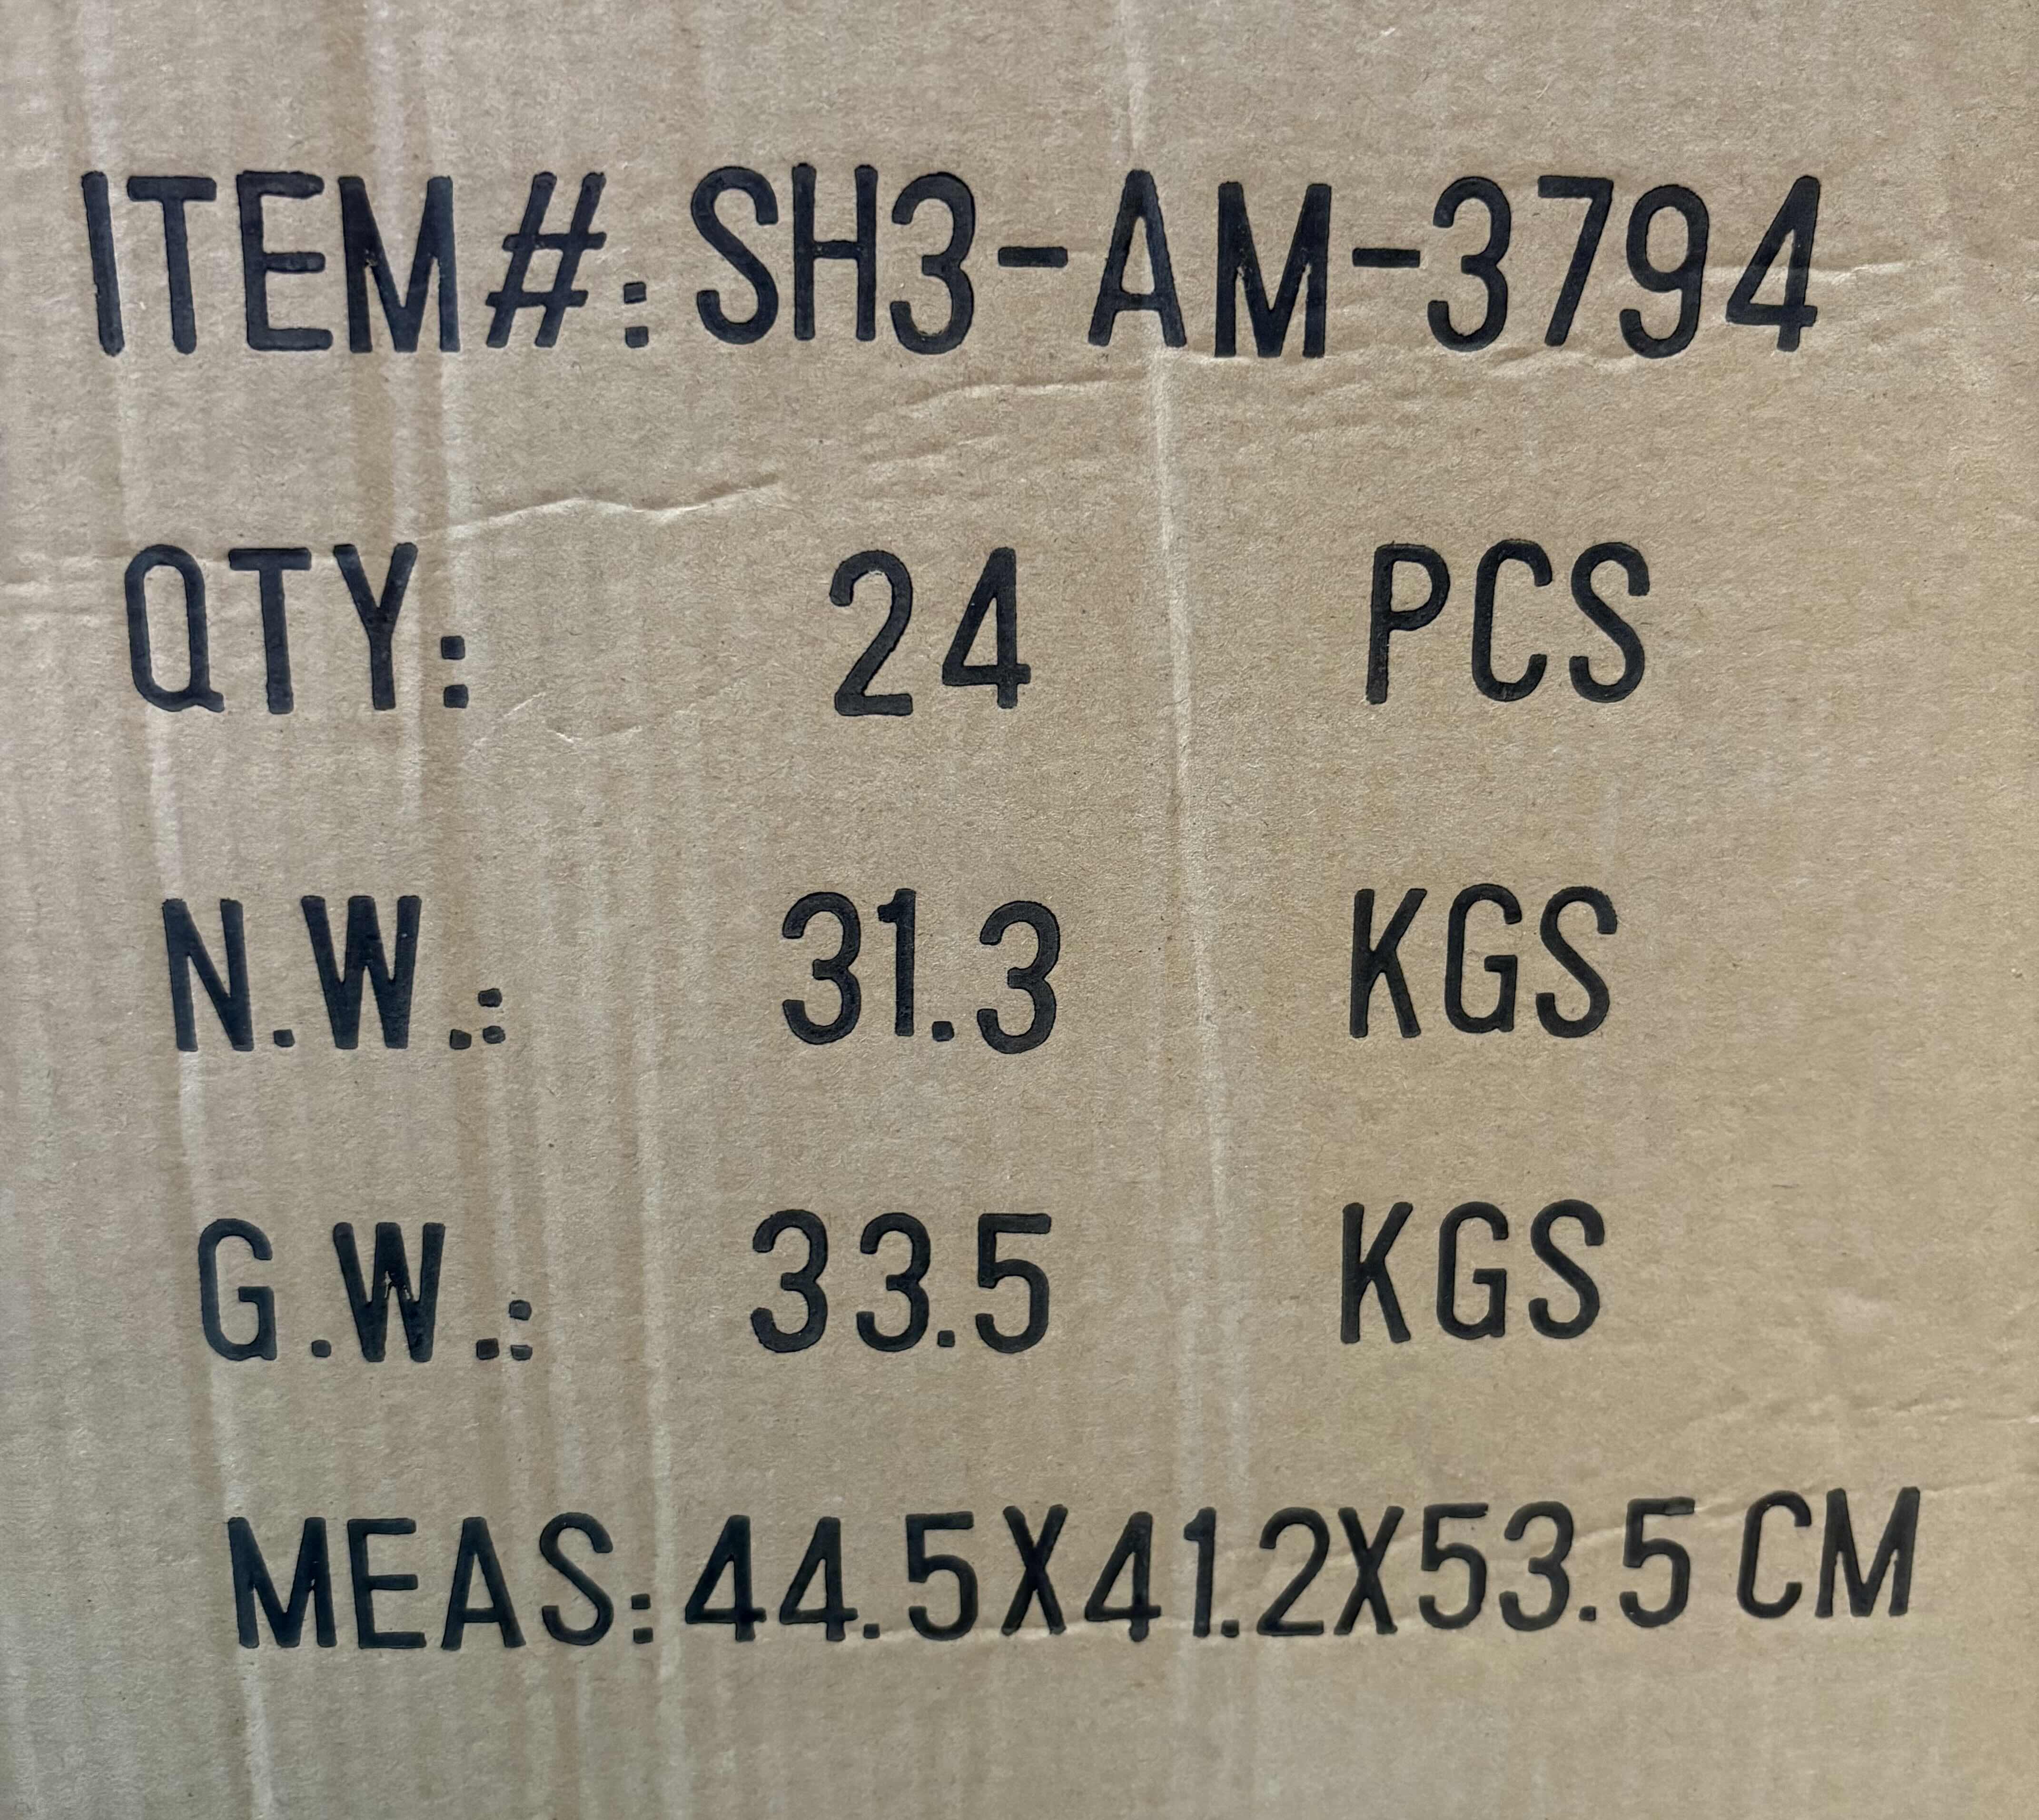 ITEM#: SH3-AM-3794
QTY: 24 PCS
N.W.: 31.3 KGS
G.W.: 33.5 KGS
MEAS: 44.5X41.2X53.5 CM